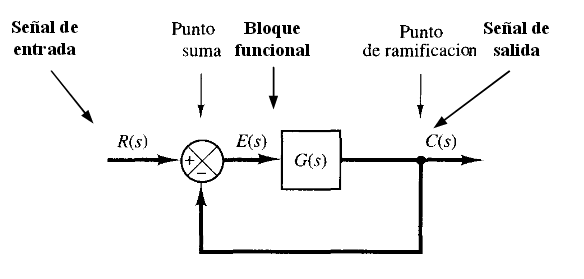 Señal de
entrada
Punto
suma
Bloque
funcional
Punto
de ramificacion
Señal de
salida
R(s)
+
−
E(s)
G(s)
C(s)